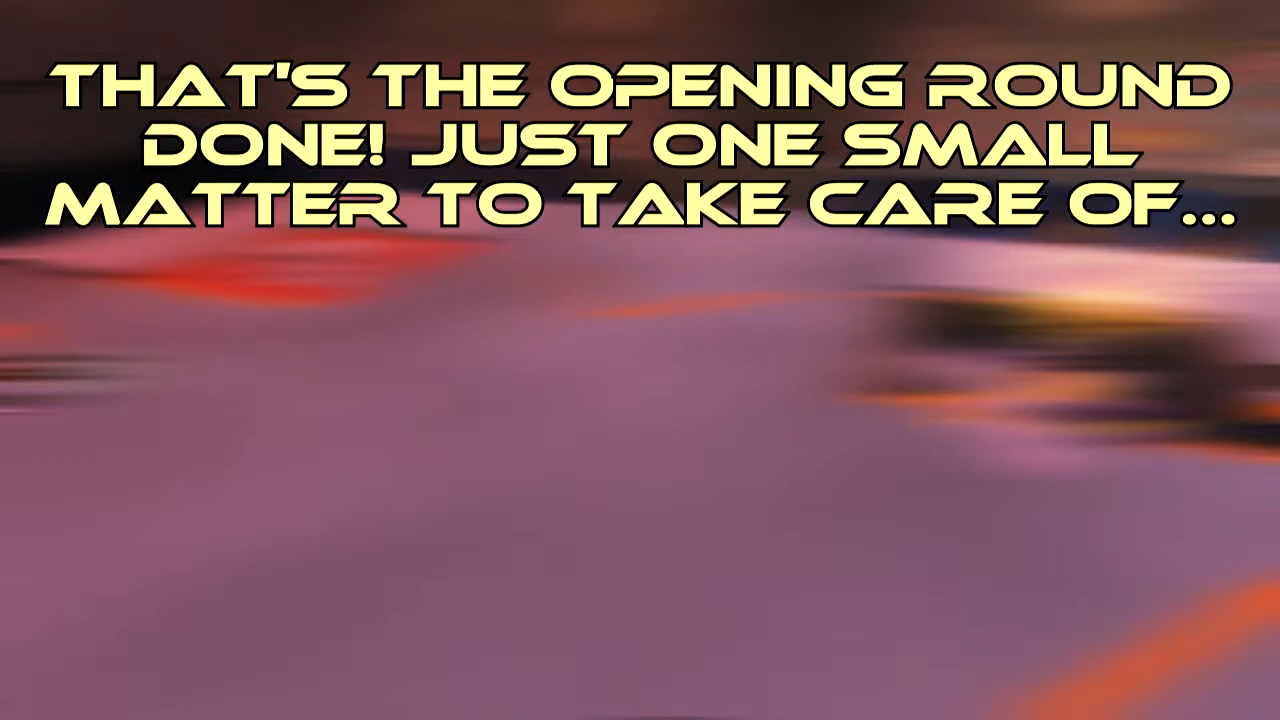 THAT'S THE OPENING ROUND
DONE! JUST ONE SMALL
MATTER TO TAKE CARE OF...